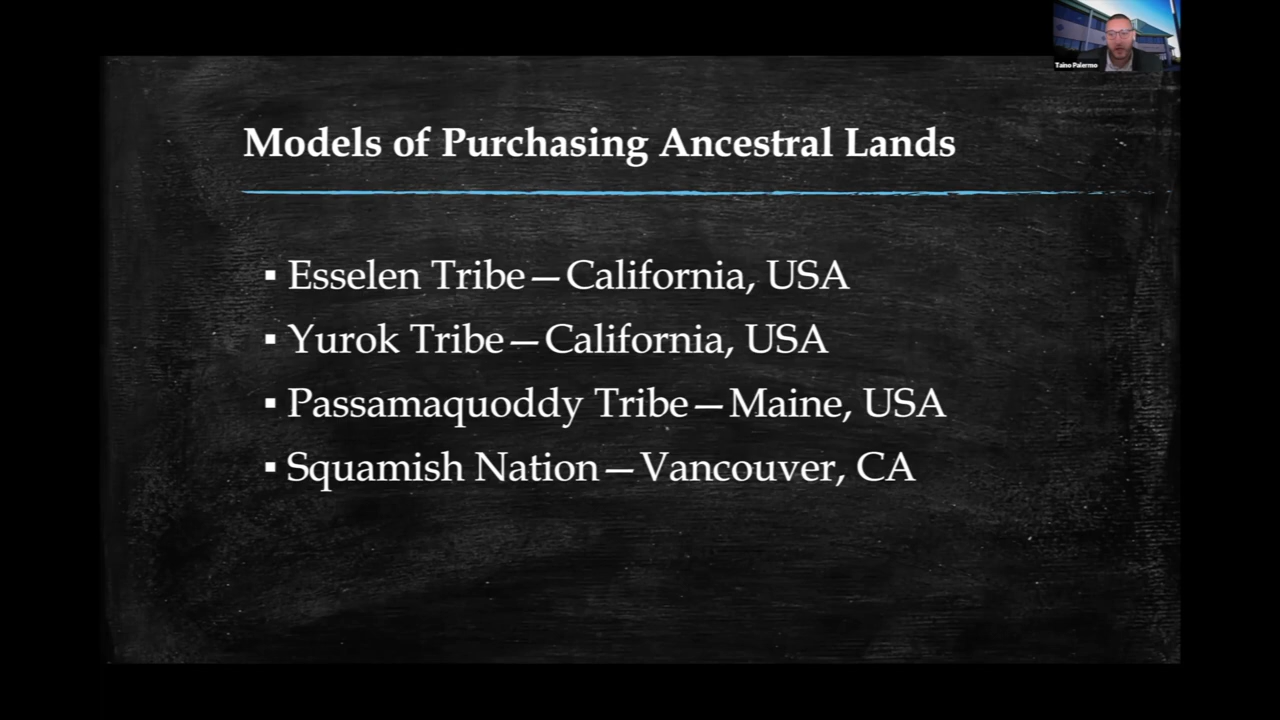 Taino Palermo
Models of Purchasing Ancestral Lands
▪ Esselen Tribe—California, USA
▪ Yurok Tribe—California, USA
▪ Passamaquoddy Tribe—Maine, USA
▪ Squamish Nation—Vancouver, CA